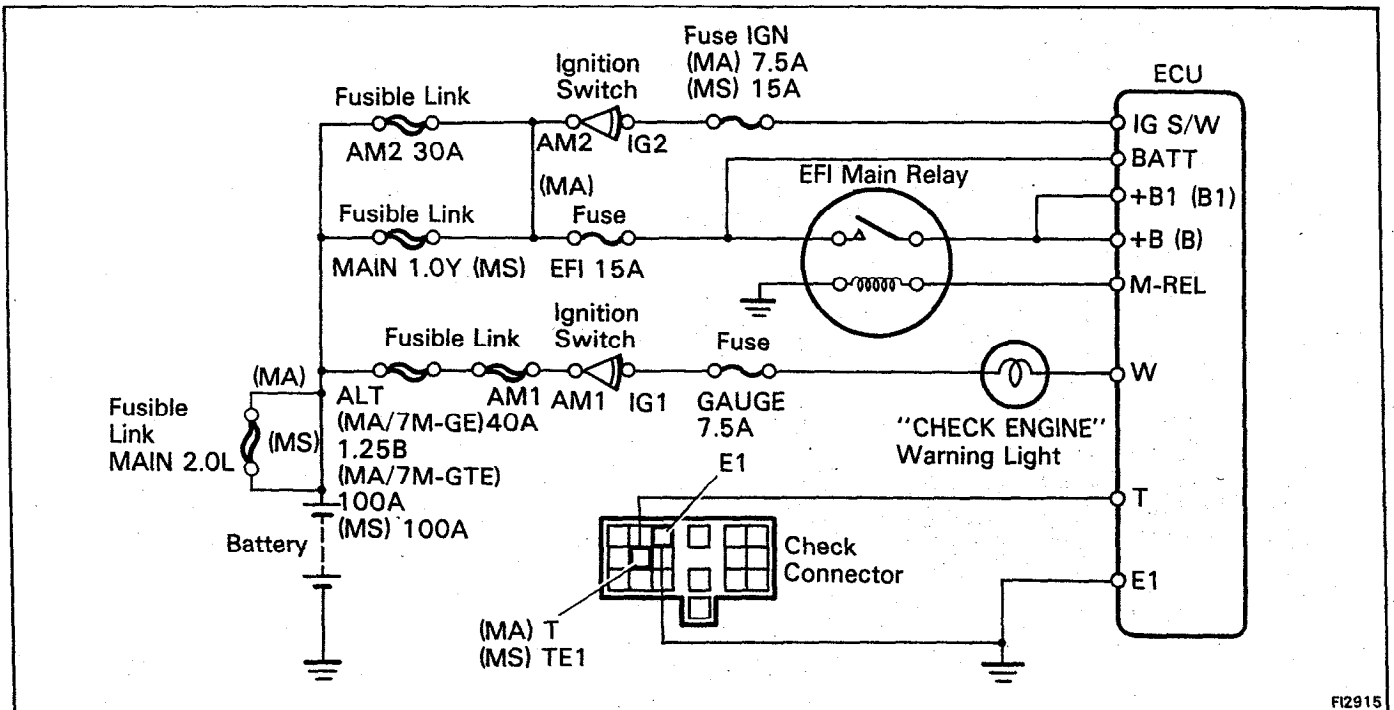 Fuse IGN
(MA) 7.5A
(MS) 15A
Ignition
Switch
Fusible Link
AM2 30A
AM2
IG2
ECU
IG S/W
BATT
EFI Main Relay
+B1 (B1)
+B (B)
M-REL
(MA)
Fusible Link
Fuse
MAIN 1.0Y (MS)
EFI 15A
Ignition
Switch
Fusible Link
Fuse
(MA)
ALT
AM1
AM1
IG1
GAUGE
7.5A
W
(MA/7M-GE)40A
1.25B
(MA/7M-GTE)
100A
(MS) 100A
Fusible
Link
MAIN 2.0L
(MS)
"CHECK ENGINE"
Warning Light
E1
T
Battery
Check
Connector
E1
(MA) T
(MS) TE1
FI2915